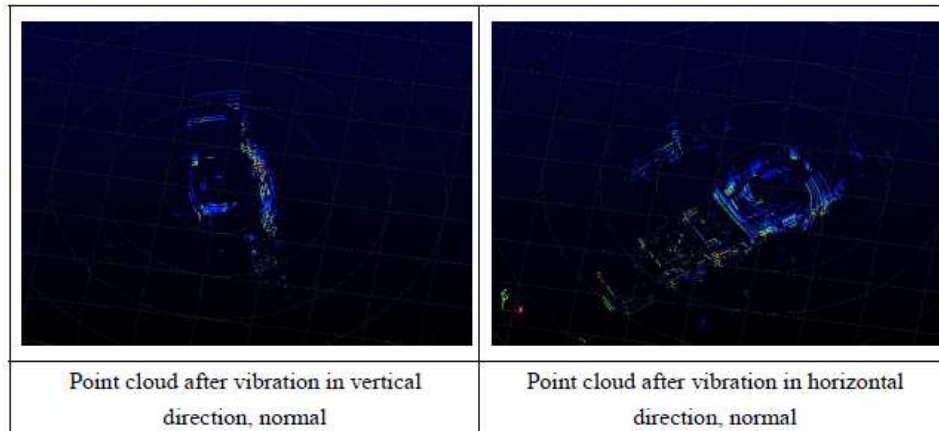 Point cloud after vibration in vertical
direction, normal
Point cloud after vibration in horizontal
direction, normal